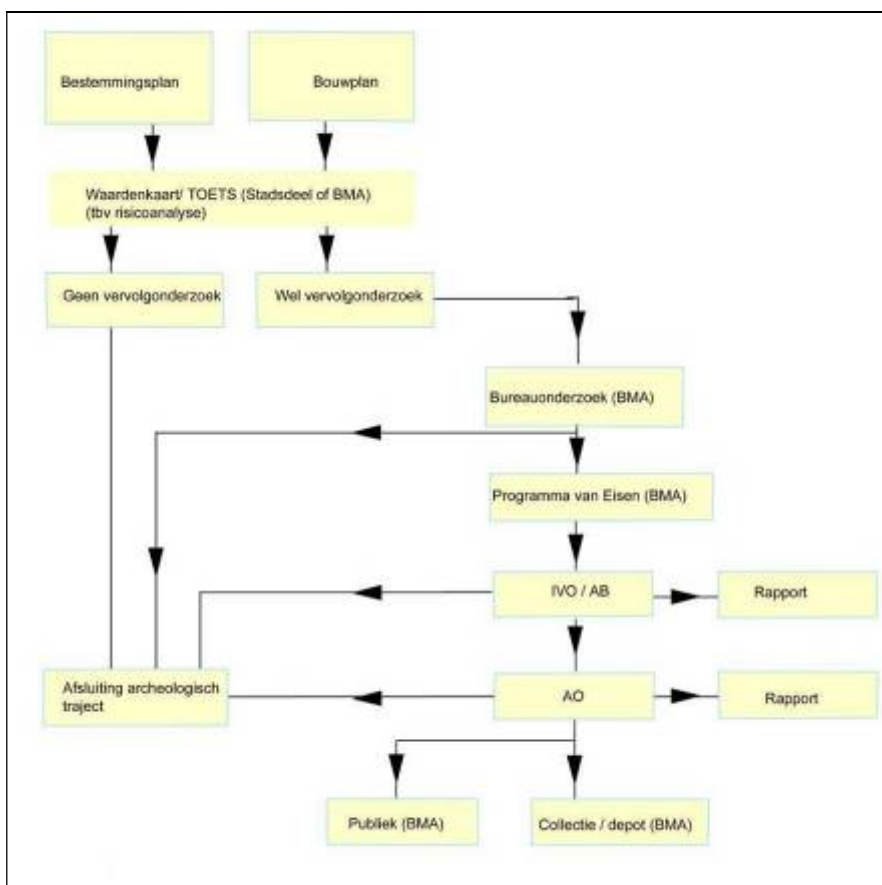 Bestemmingsplan
Bouwplan
Waardenkaart/ TOETS (Stadsdeel of BMA)
(tbv risicoanalyse)
Geen vervolgonderzoek
Wel vervolgonderzoek
Bureauonderzoek (BMA)
Programma van Eisen (BMA)
IVO / AB
Rapport
Afsluiting archeologisch
traject
AO
Rapport
Publiek (BMA)
Collectie / depot (BMA)